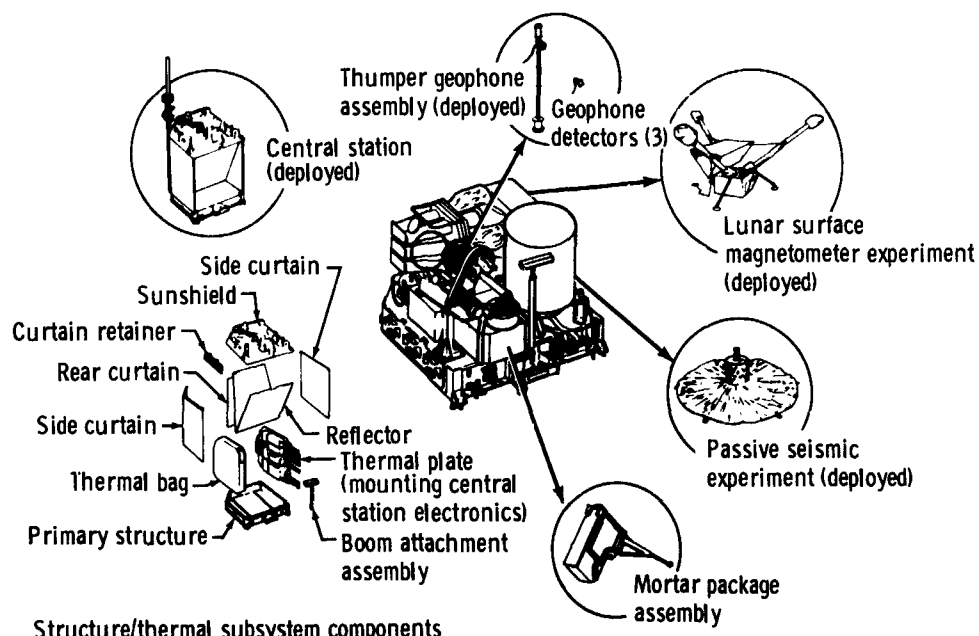 Thumper geophone
assembly (deployed)
Geophone
detectors (3)
Central station
(deployed)
Lunar surface
magnetometer experiment
(deployed)
Side curtain
Sunshield
Curtain retainer
Rear curtain
Side curtain
Reflector
Thermal plate
(mounting central
station electronics)
Thermal bag
Primary structure
Boom attachment
assembly
Passive seismic
experiment (deployed)
Mortar package
assembly
Structure/thermal subsystem components